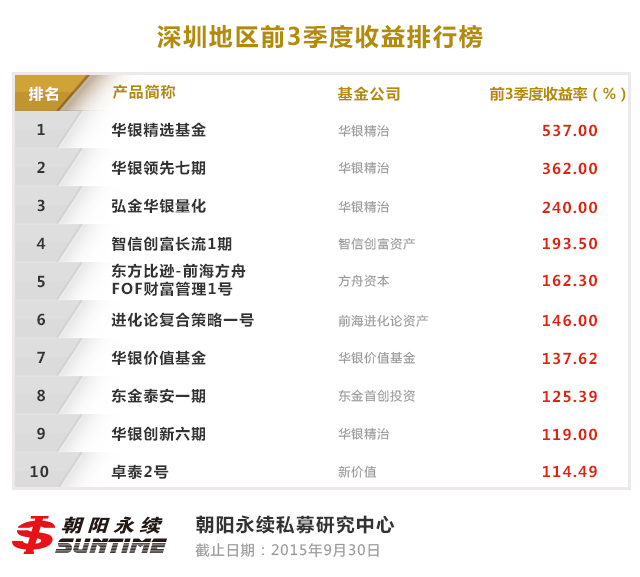 深圳地区前3季度收益排行榜
排名 产品简称 基金公司 前3季度收益率（%）
1 华银精选基金 华银精治 537.00
2 华银领先七期 华银精治 362.00
3 弘金华银量化 华银精治 240.00
4 智信创富长流1期 智信创富资产 193.50
5 东方比逊-前海方舟 方舟资本 162.30
FOF财富管理1号
6 进化论复合策略一号 前海进化论资产 146.00
7 华银价值基金 华银价值基金 137.62
8 东金泰安一期 东金首创投资 125.39
9 华银创新六期 华银精治 119.00
10 卓泰2号 新价值 114.49
朝阳永续 朝阳永续私募研究中心
SUNTIME 截止日期：2015年9月30日